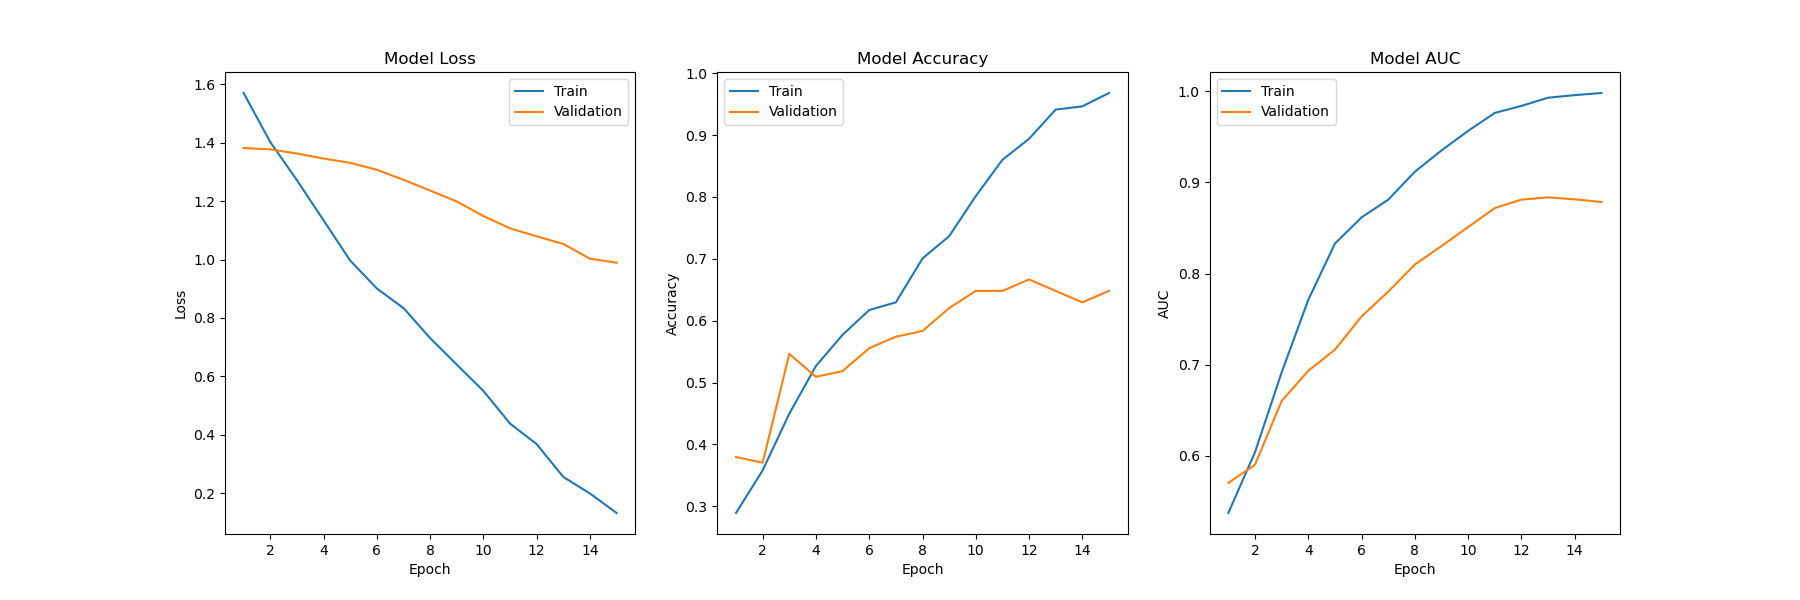 Model Loss
Train
Validation
1.6
1.4
1.2
1.0
0.8
0.6
0.4
0.2
Loss
2 4 6 8 10 12 14
Epoch
Model Accuracy
Train
Validation
1.0
0.9
0.8
0.7
0.6
0.5
0.4
0.3
Accuracy
2 4 6 8 10 12 14
Epoch
Model AUC
Train
Validation
1.0
0.9
0.8
0.7
0.6
AUC
2 4 6 8 10 12 14
Epoch